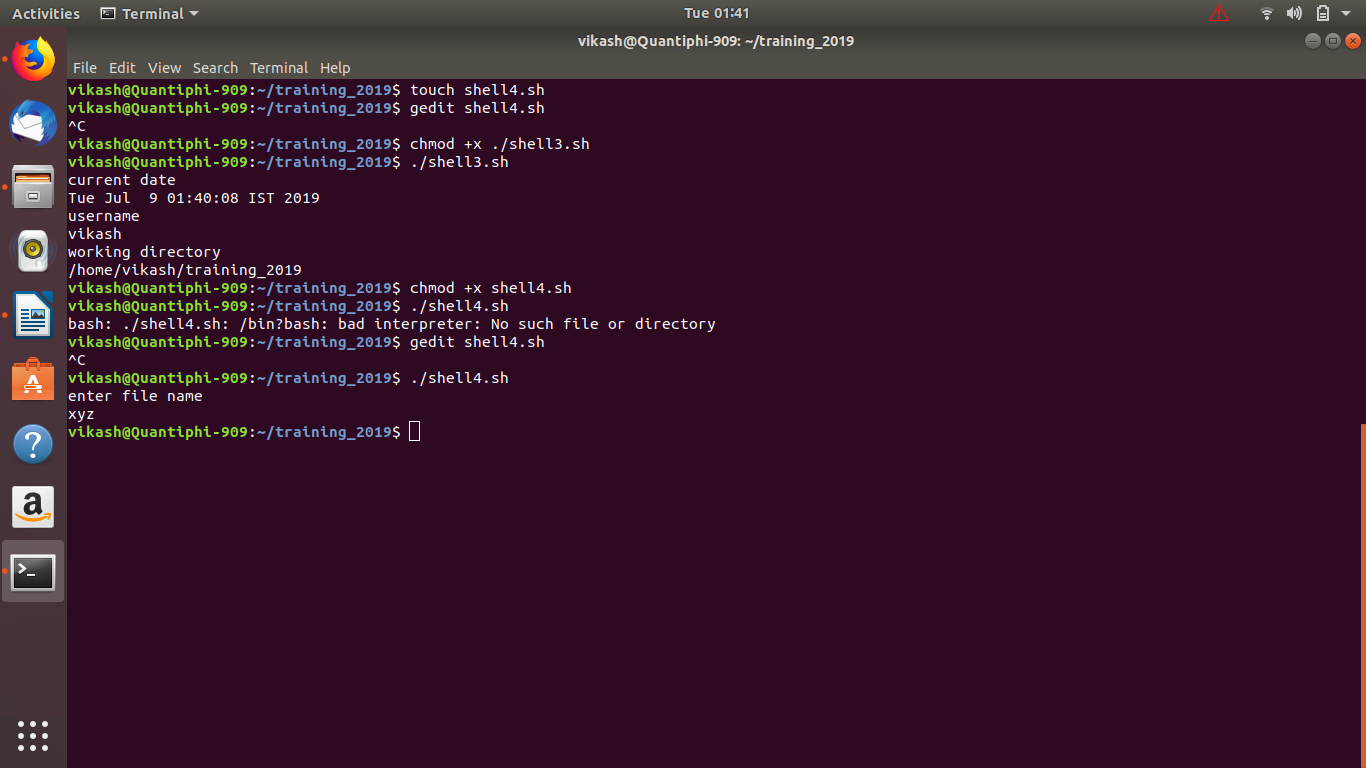 Activities Terminal Tue 01:41
vikash@Quantiphi-909: ~/training_2019
File Edit View Search Terminal Help
vikash@Quantiphi-909:~/training_2019$ touch shell4.sh
vikash@Quantiphi-909:~/training_2019$ gedit shell4.sh
^C
vikash@Quantiphi-909:~/training_2019$ chmod +x ./shell3.sh
vikash@Quantiphi-909:~/training_2019$ ./shell3.sh
current date
Tue Jul  9 01:40:08 IST 2019
username
vikash
working directory
/home/vikash/training_2019
vikash@Quantiphi-909:~/training_2019$ chmod +x shell4.sh
vikash@Quantiphi-909:~/training_2019$ ./shell4.sh
bash: ./shell4.sh: /bin?bash: bad interpreter: No such file or directory
vikash@Quantiphi-909:~/training_2019$ gedit shell4.sh
^C
vikash@Quantiphi-909:~/training_2019$ ./shell4.sh
enter file name
xyz
vikash@Quantiphi-909:~/training_2019$